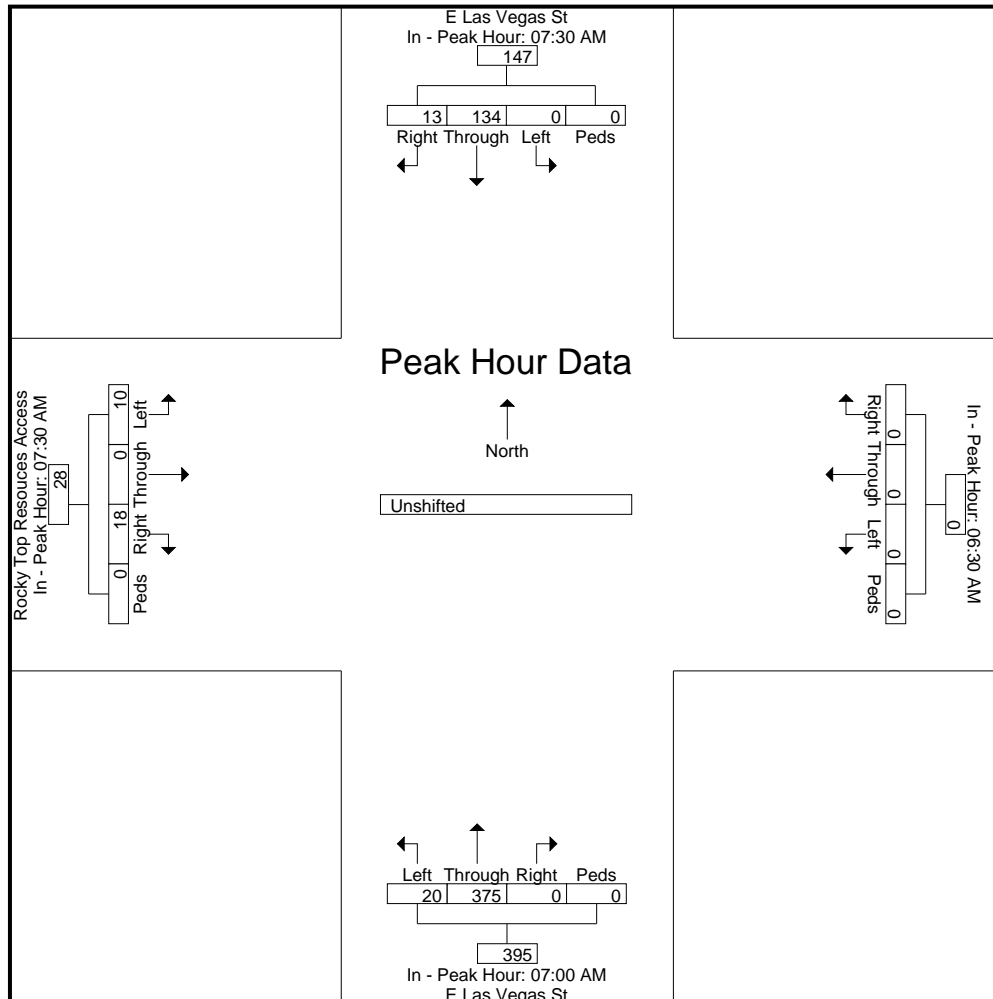 E Las Vegas St
In - Peak Hour: 07:30 AM
147
13 134 0 0
Right Through Left Peds
Peak Hour Data
North
Unshifted
Rocky Top Resouces Access
In - Peak Hour: 07:30 AM
28
10 0 18 0
Left Through Right Peds
Right Through Left Peds
0 0 0 0
0
In - Peak Hour: 06:30 AM
Left Through Right Peds
20 375 0 0
395
In - Peak Hour: 07:00 AM
E Las Vegas St